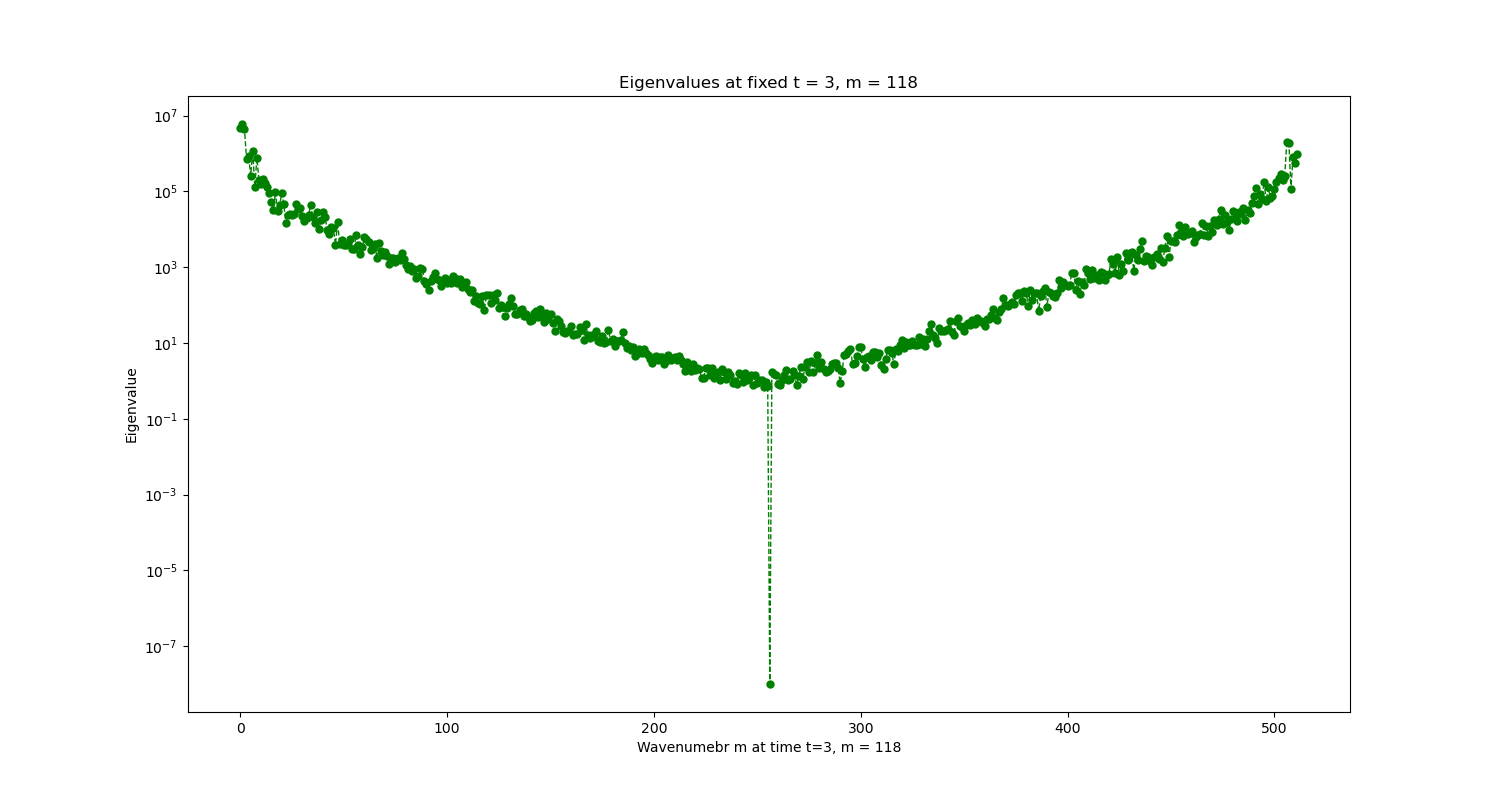 Eigenvalues at fixed t = 3, m = 118
10^7
10^5
10^3
10^1
10^-1
10^-3
10^-5
10^-7
Eigenvalue
0 100 200 300 400 500
Wavenumebr m at time t=3, m = 118